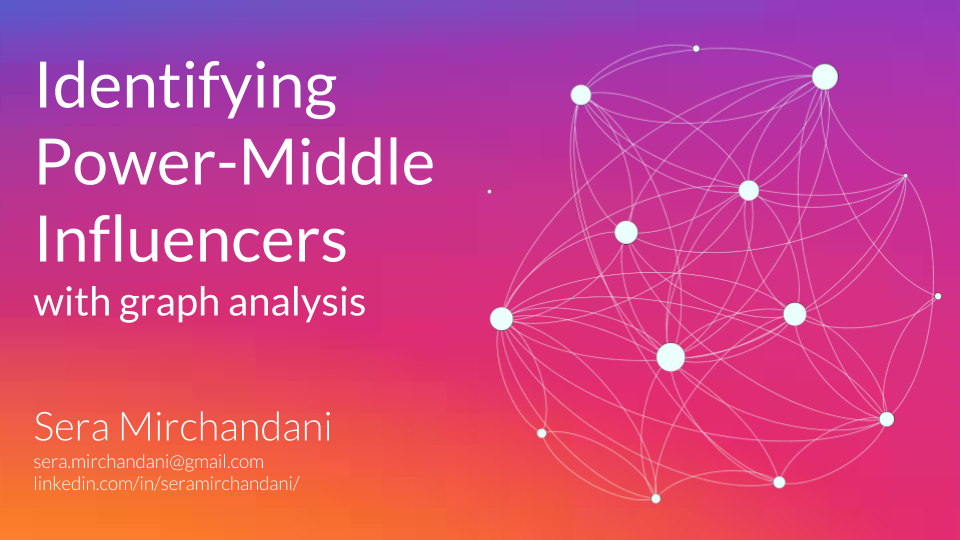 Identifying
Power-Middle
Influencers
with graph analysis
Sera Mirchandani
sera.mirchandani@gmail.com
linkedin.com/in/seramirchandani/